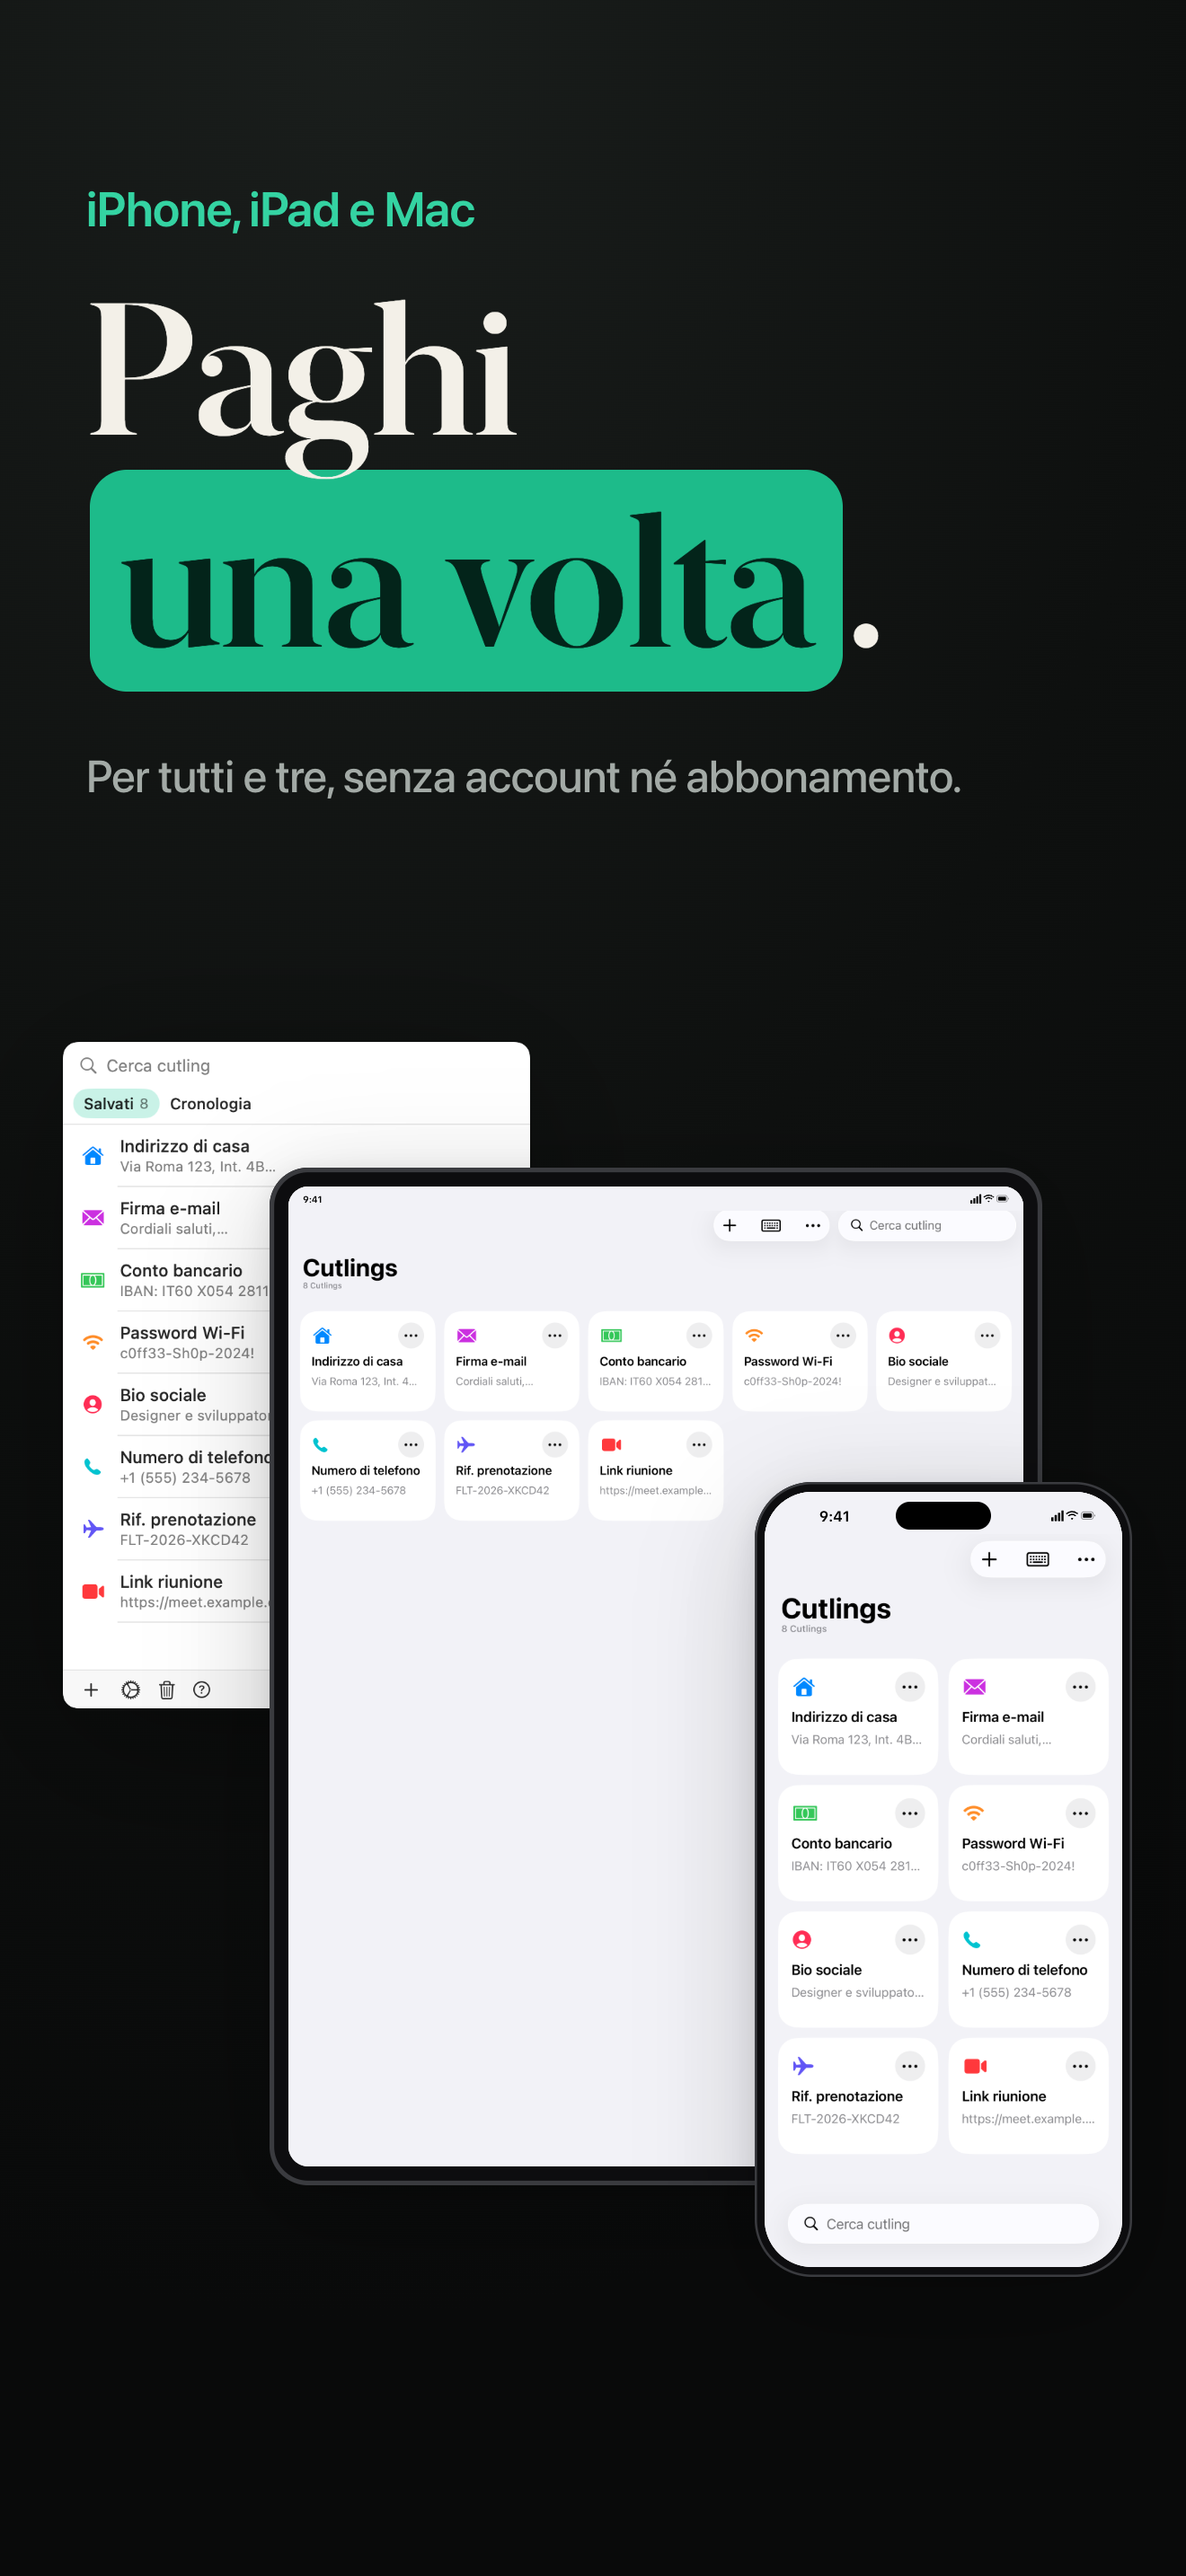 iPhone, iPad e Mac
Paghi
una volta.
Per tutti e tre, senza account né abbonamento.
Cerca cutling
Salvati 8 Cronologia
Indirizzo di casa
Via Roma 123, Int. 4B...
Firma e-mail
Cordiali saluti,...
Conto bancario
IBAN: IT60 X054 2811
Password Wi-Fi
c0ff33-Sh0p-2024!
Bio sociale
Designer e sviluppator
Numero di telefono
+1 (555) 234-5678
Rif. prenotazione
FLT-2026-XKCD42
Link riunione
https://meet.example.
9:41
Cerca cutling
Cutlings
8 Cutlings
Indirizzo di casa
Via Roma 123, Int. 4...
Firma e-mail
Cordiali saluti,...
Conto bancario
IBAN: IT60 X054 281...
Password Wi-Fi
c0ff33-Sh0p-2024!
Bio sociale
Designer e sviluppat...
Numero di telefono
+1 (555) 234-5678
Rif. prenotazione
FLT-2026-XKCD42
Link riunione
https://meet.example...
9:41
Cutlings
8 Cutlings
Indirizzo di casa
Via Roma 123, Int. 4B...
Firma e-mail
Cordiali saluti,...
Conto bancario
IBAN: IT60 X054 281...
Password Wi-Fi
c0ff33-Sh0p-2024!
Bio sociale
Designer e sviluppato...
Numero di telefono
+1 (555) 234-5678
Rif. prenotazione
FLT-2026-XKCD42
Link riunione
https://meet.example....
Cerca cutling